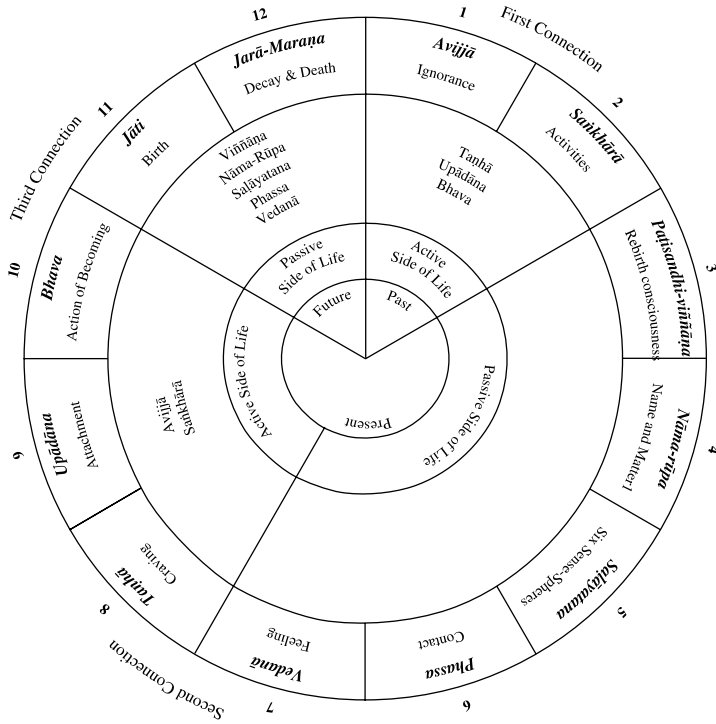 First Connection
Second Connection
Third Connection
1
Avijjā
Ignorance
2
Saṅkhārā
Activities
3
Paṭisandhi-viññāṇa
Rebirth consciousness
4
Nāma-rūpa
Name and Matter1
5
Saḷāyatana
Six Sense-Spheres
6
Phassa
Contact
7
Vedanā
Feeling
8
Taṇhā
Craving
9
Upādāna
Attachment
10
Bhava
Action of Becoming
11
Jāti
Birth
12
Jarā-Maraṇa
Decay & Death
Viññāṇa
Nāma-Rūpa
Saḷāyatana
Phassa
Vedanā
Taṇhā
Upādāna
Bhava
Avijjā
Saṅkhārā
Passive
Side of Life
Active
Side of Life
Active Side of Life
Passive Side of Life
Future
Past
Present